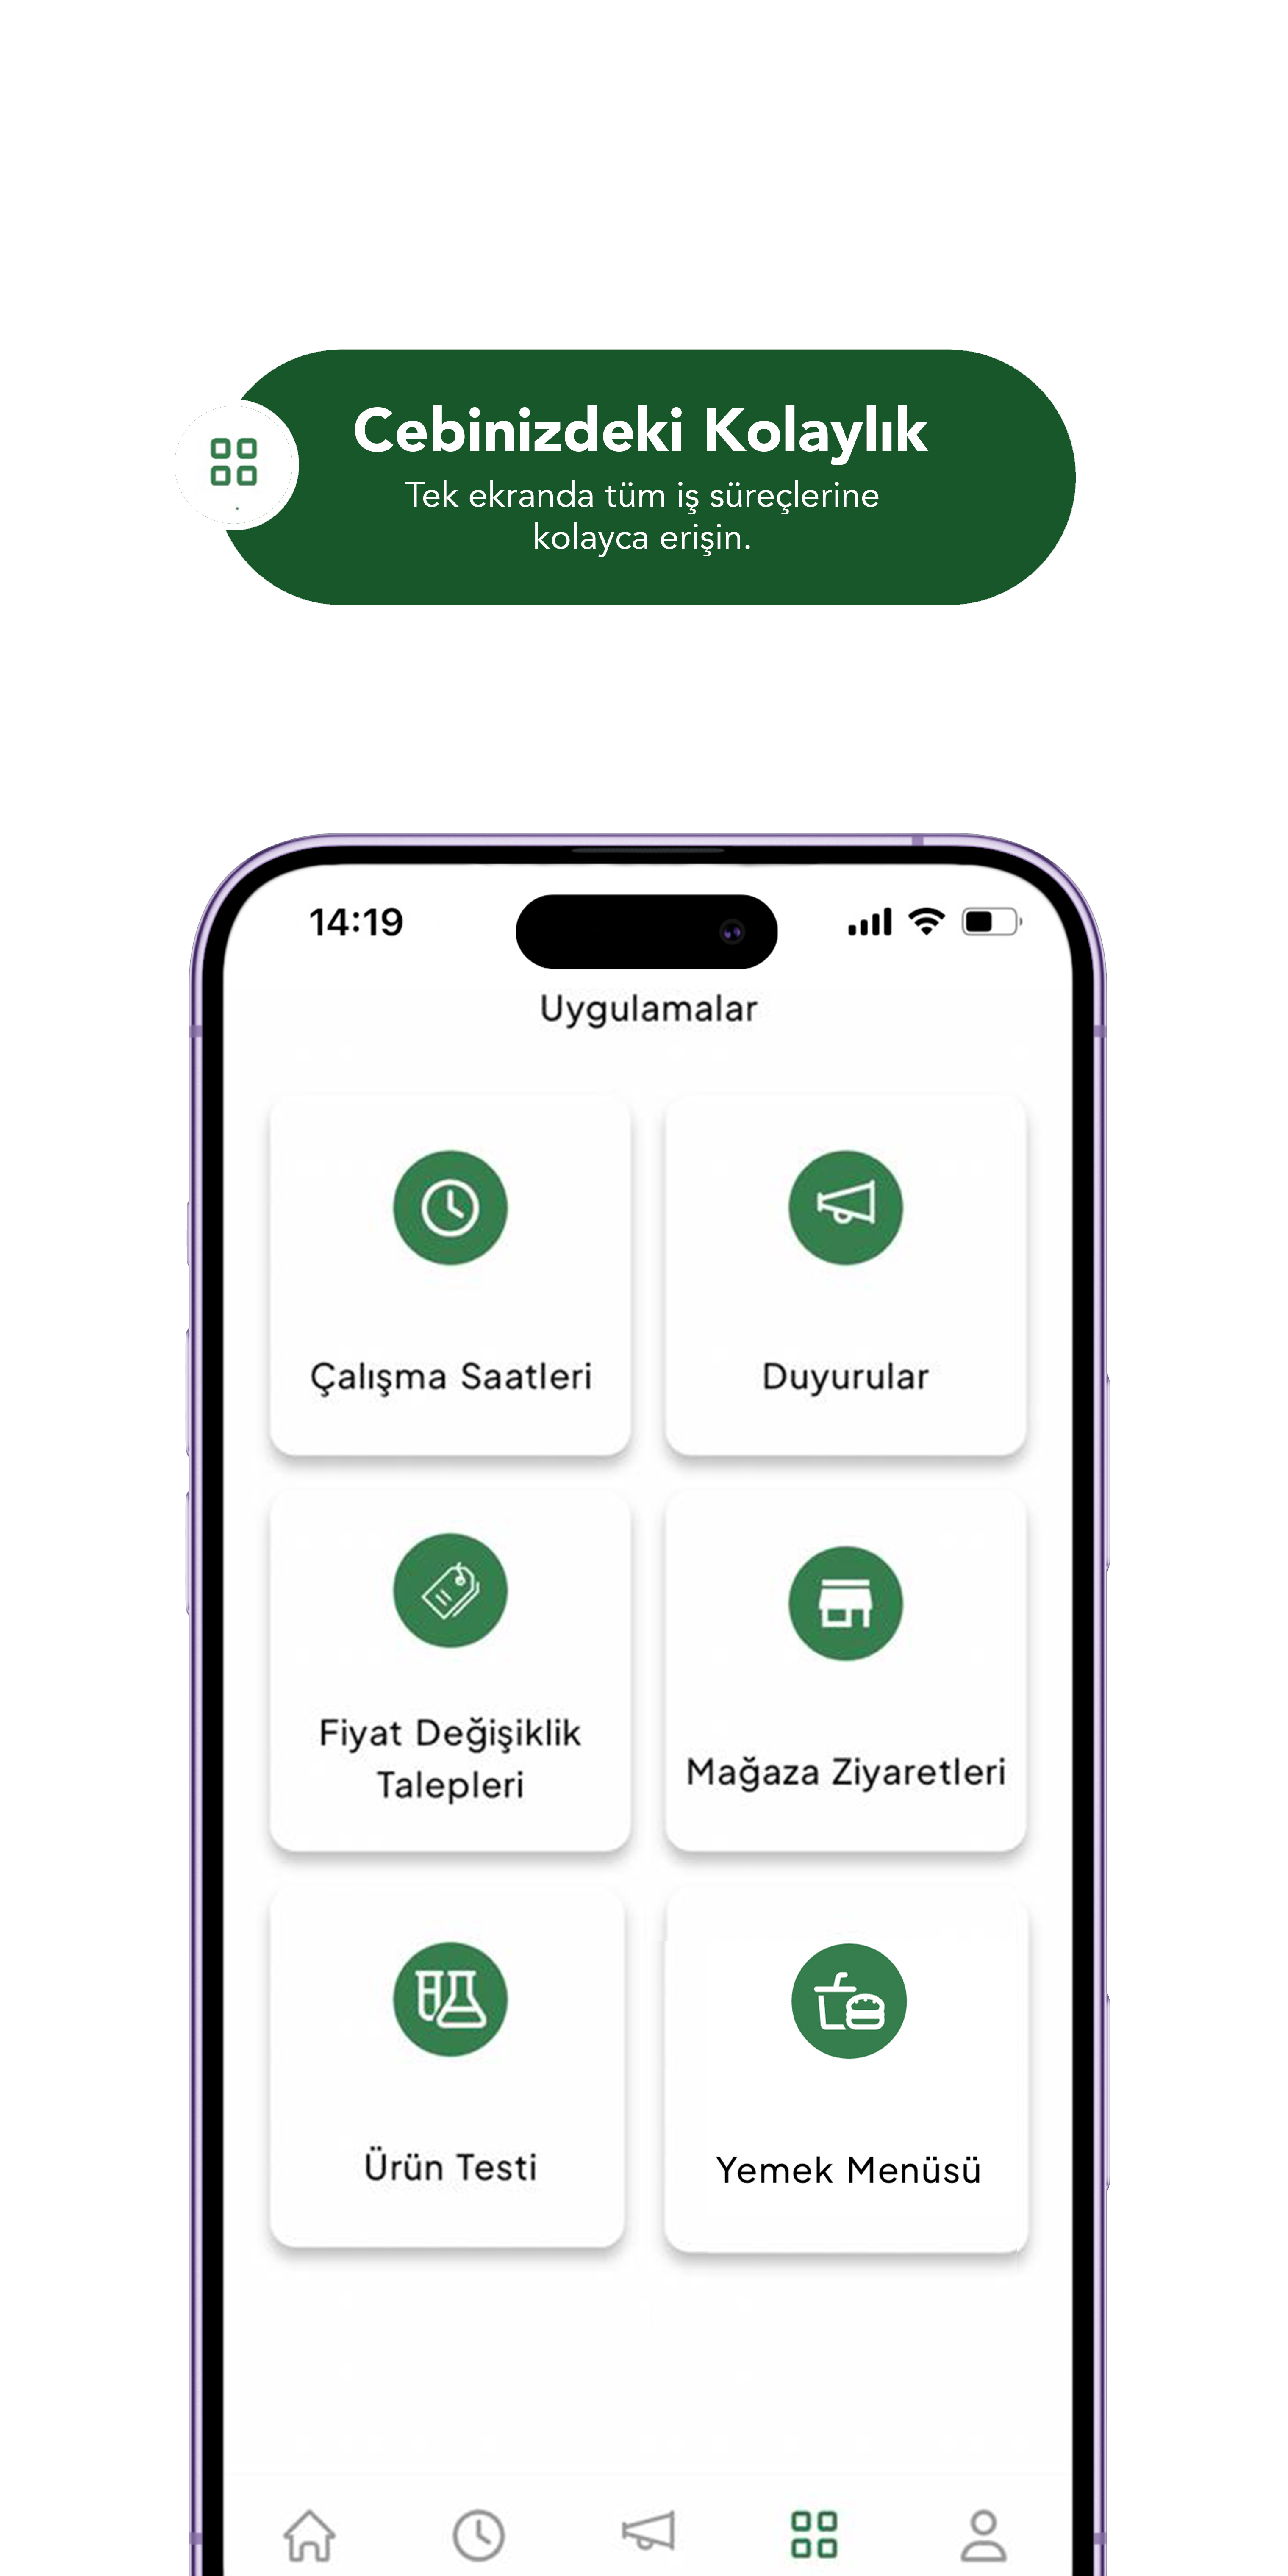 Cebinizdeki Kolaylık
Tek ekranda tüm iş süreçlerine
kolayca erişin.
14:19
Uygulamalar
Çalışma Saatleri
Duyurular
Fiyat Değişiklik
Talepleri
Mağaza Ziyaretleri
Ürün Testi
Yemek Menüsü